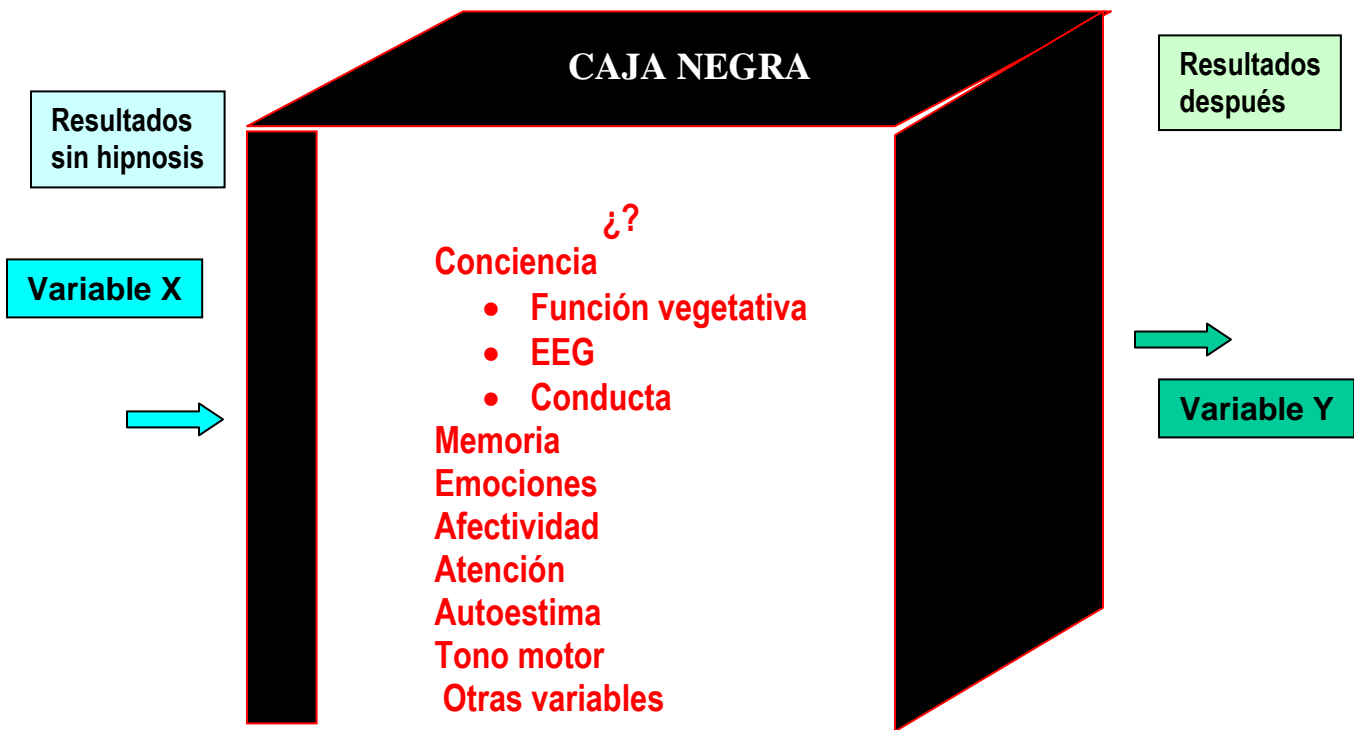 CAJA NEGRA
Resultados
sin hipnosis
Variable X
¿?
Conciencia
• Función vegetativa
• EEG
• Conducta
Memoria
Emociones
Afectividad
Atención
Autoestima
Tono motor
Otras variables
Resultados
después
Variable Y